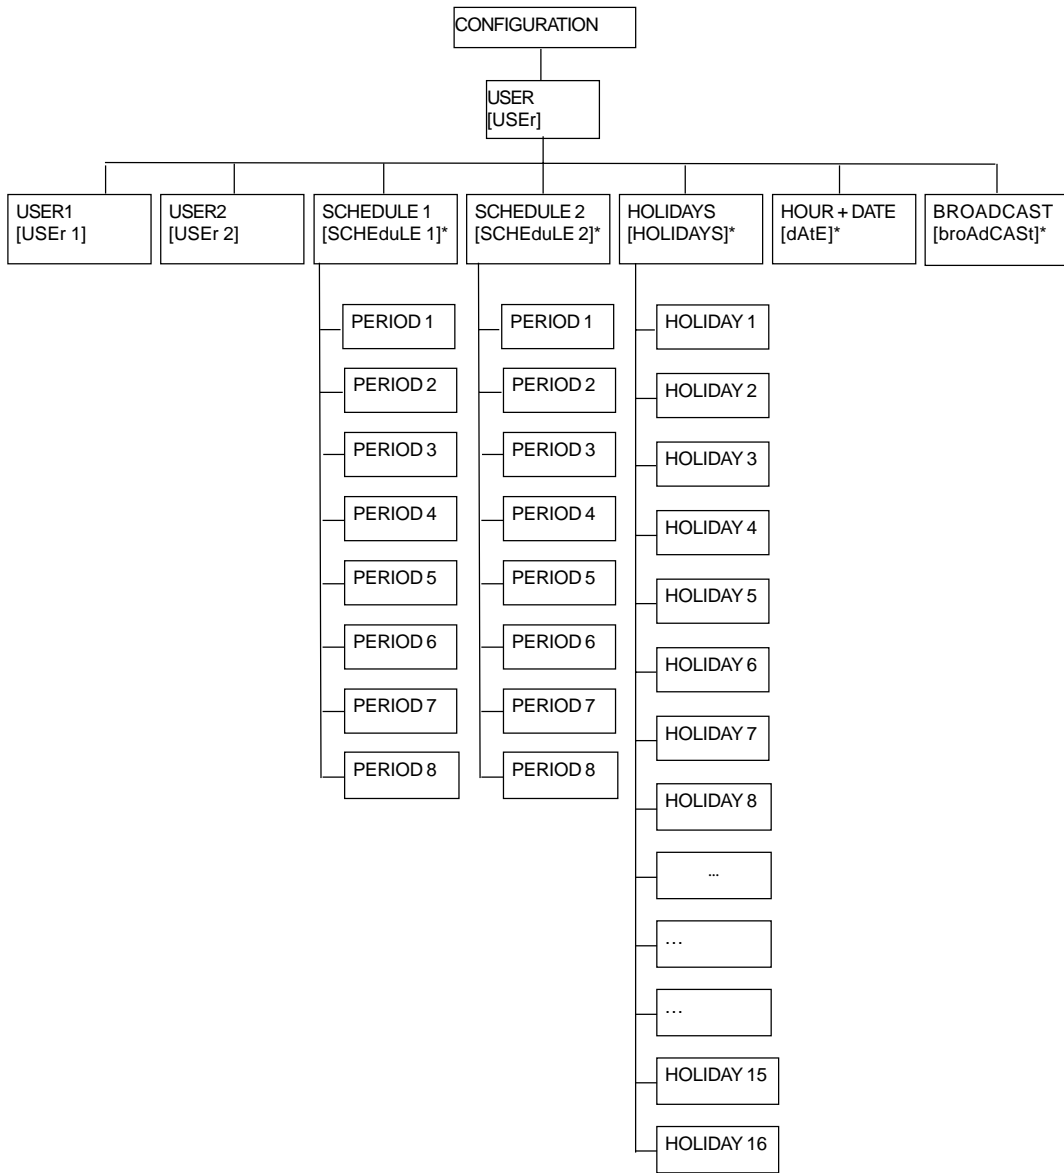 CONFIGURATION
USER
[USEr]
USER1
[USEr 1]
USER2
[USEr 2]
SCHEDULE 1
[SCHEduLE 1]*
SCHEDULE 2
[SCHEduLE 2]*
HOLIDAYS
[HOLIDAYS]*
HOUR + DATE
[dAtE]*
BROADCAST
[broAdCASt]*
PERIOD 1
PERIOD 2
PERIOD 3
PERIOD 4
PERIOD 5
PERIOD 6
PERIOD 7
PERIOD 8
PERIOD 1
PERIOD 2
PERIOD 3
PERIOD 4
PERIOD 5
PERIOD 6
PERIOD 7
PERIOD 8
HOLIDAY 1
HOLIDAY 2
HOLIDAY 3
HOLIDAY 4
HOLIDAY 5
HOLIDAY 6
HOLIDAY 7
HOLIDAY 8
...
...
...
HOLIDAY 15
HOLIDAY 16